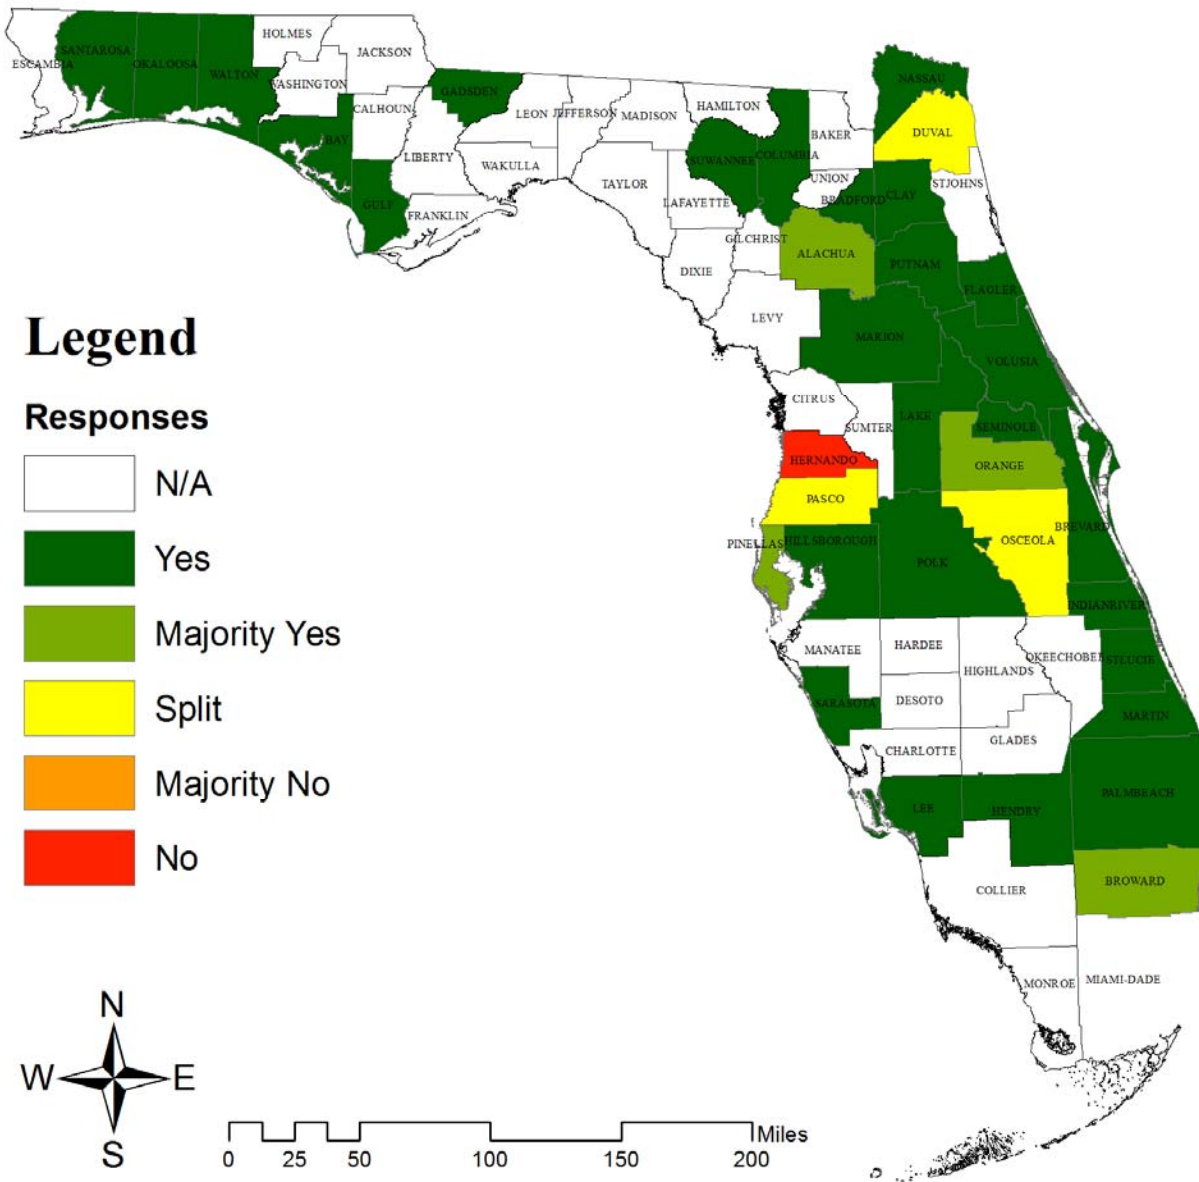 HOLMES
JACKSON
SANTAROSA
OKALOOSA
WALTON
ESCAMBIA
WASHINGTON
GADSDEN
NASSAU
CALHOUN
LEON
JEFFERSON
MADISON
HAMILTON
DUVAL
BAY
BAKER
LIBERTY
WAKULLA
SUWANNEE
COLUMBIA
TAYLOR
UNION
STJOHNS
GULF
LAFAYETTE
BRADFORD
CLAY
FRANKLIN
GILCHRIST
ALACHUA
PUTNAM
DIXIE
FLAGLER
LEVY
MARION
VOLUSIA
CITRUS
LAKE
SUMTER
SEMINOLE
HERNANDO
ORANGE
PASCO
BREVARD
PINELLAS
HILLSBOROUGH
OSCEOLA
POLK
INDIANRIVER
MANATEE
HARDEE
OKEECHOBEE
STLUCIE
HIGHLANDS
SARASOTA
DESOTO
MARTIN
CHARLOTTE
GLADES
LEE
HENDRY
PALMBEACH
BROWARD
COLLIER
MONROE
MIAMI-DADE
Legend
Responses
N/A
Yes
Majority Yes
Split
Majority No
No
N
W E
S
Miles
0 25 50 100 150 200